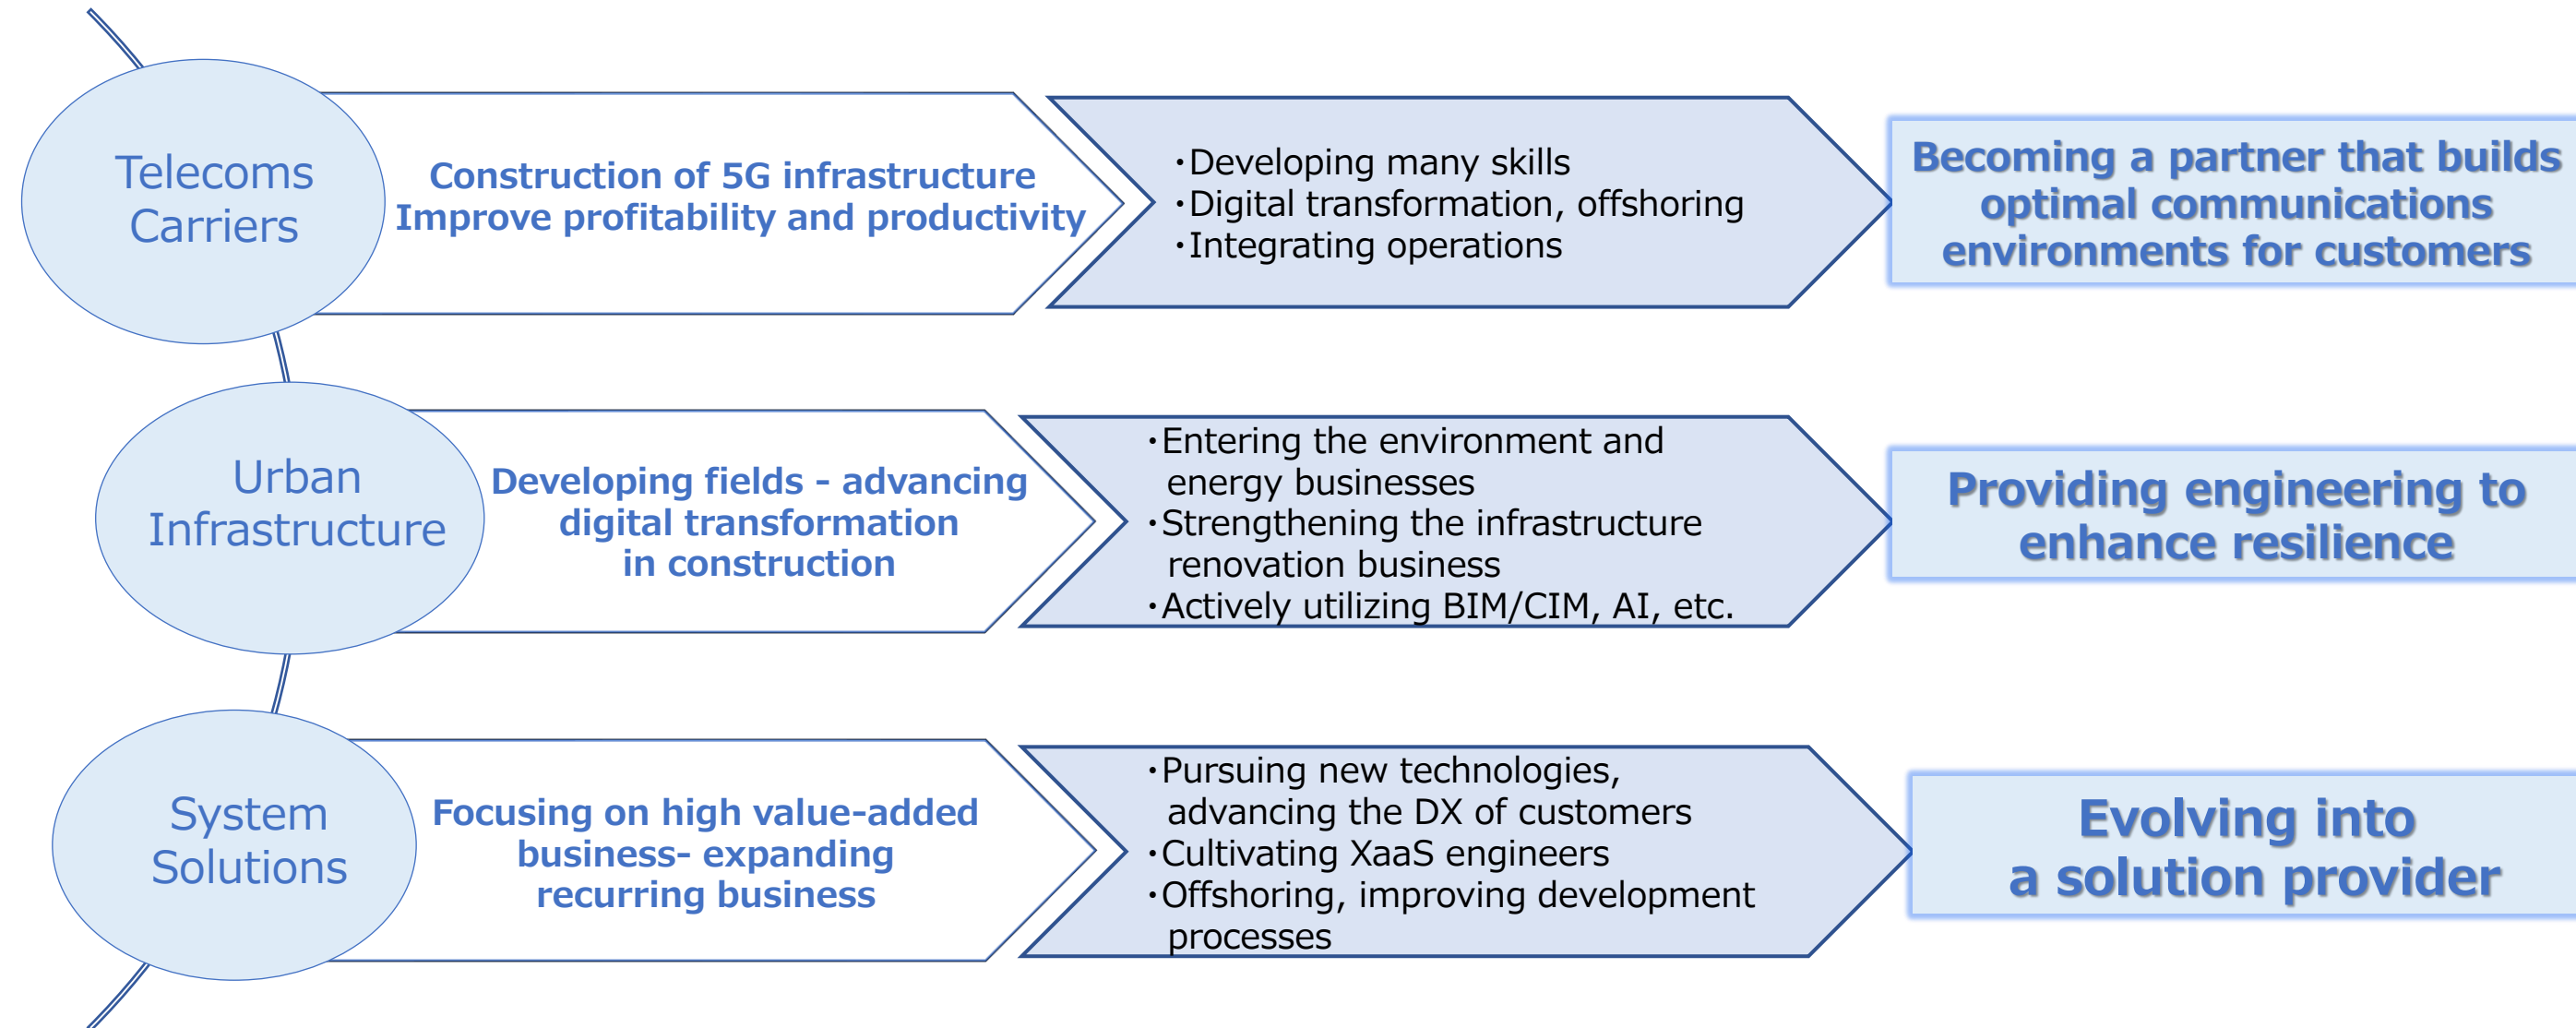 Telecoms
Carriers
Construction of 5G infrastructure
Improve profitability and productivity
・Developing many skills
・Digital transformation, offshoring
・Integrating operations
Becoming a partner that builds
optimal communications
environments for customers
Urban
Infrastructure
Developing fields - advancing
digital transformation
in construction
・Entering the environment and
energy businesses
・Strengthening the infrastructure
renovation business
・Actively utilizing BIM/CIM, AI, etc.
Providing engineering to
enhance resilience
System
Solutions
Focusing on high value-added
business- expanding
recurring business
・Pursuing new technologies,
advancing the DX of customers
・Cultivating XaaS engineers
・Offshoring, improving development
processes
Evolving into
a solution provider